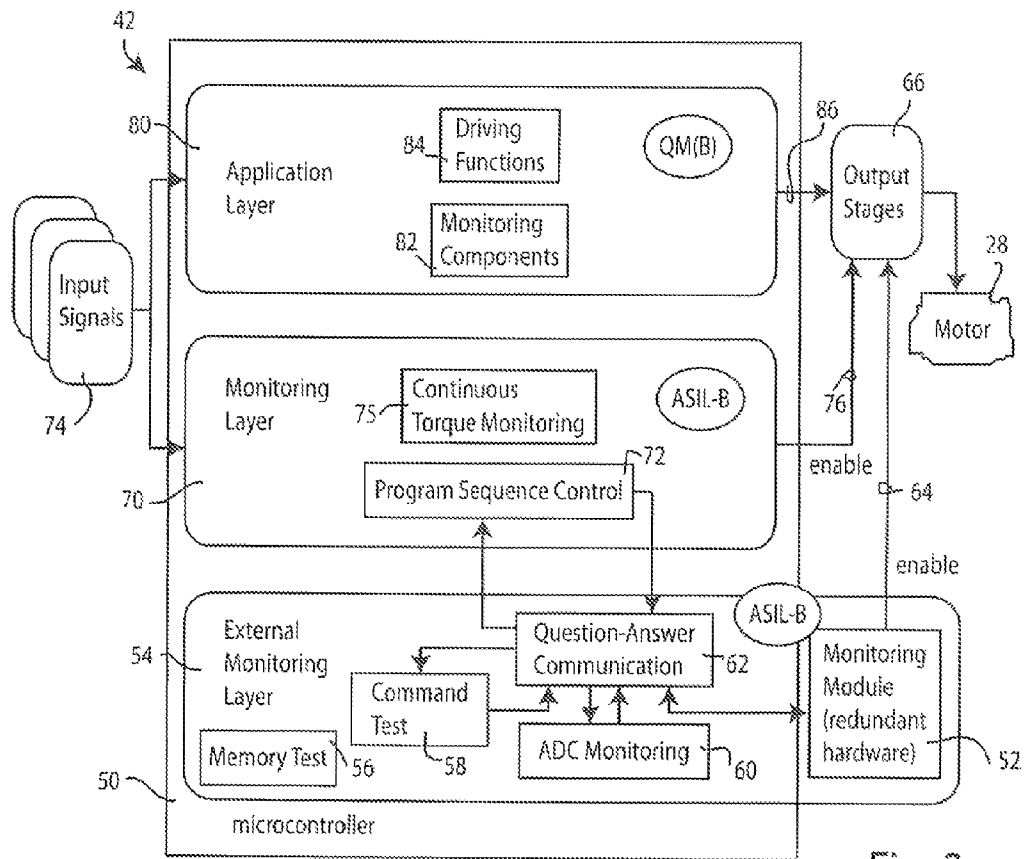 42
80
Application
Layer
84
Driving
Functions
QM(B)
82
Monitoring
Components
86
66
Output
Stages
28
Motor
Input
Signals
74
Monitoring
Layer
75
Continuous
Torque Monitoring
ASIL-B
76
enable
70
72
Program Sequence Control
64
enable
54
External
Monitoring
Layer
ASIL-B
Question-Answer
Communication
62
Monitoring
Module
(redundant
hardware)
52
Command
Test
58
ADC Monitoring
60
Memory Test
56
50
microcontroller